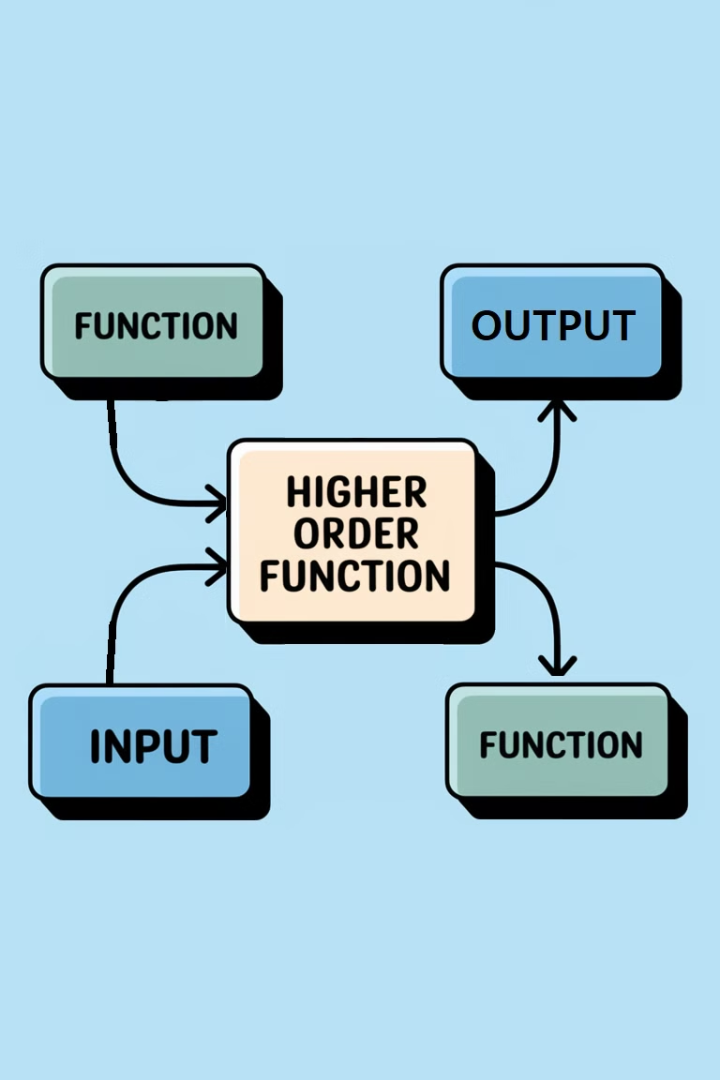 FUNCTION
OUTPUT
HIGHER
ORDER
FUNCTION
INPUT
FUNCTION